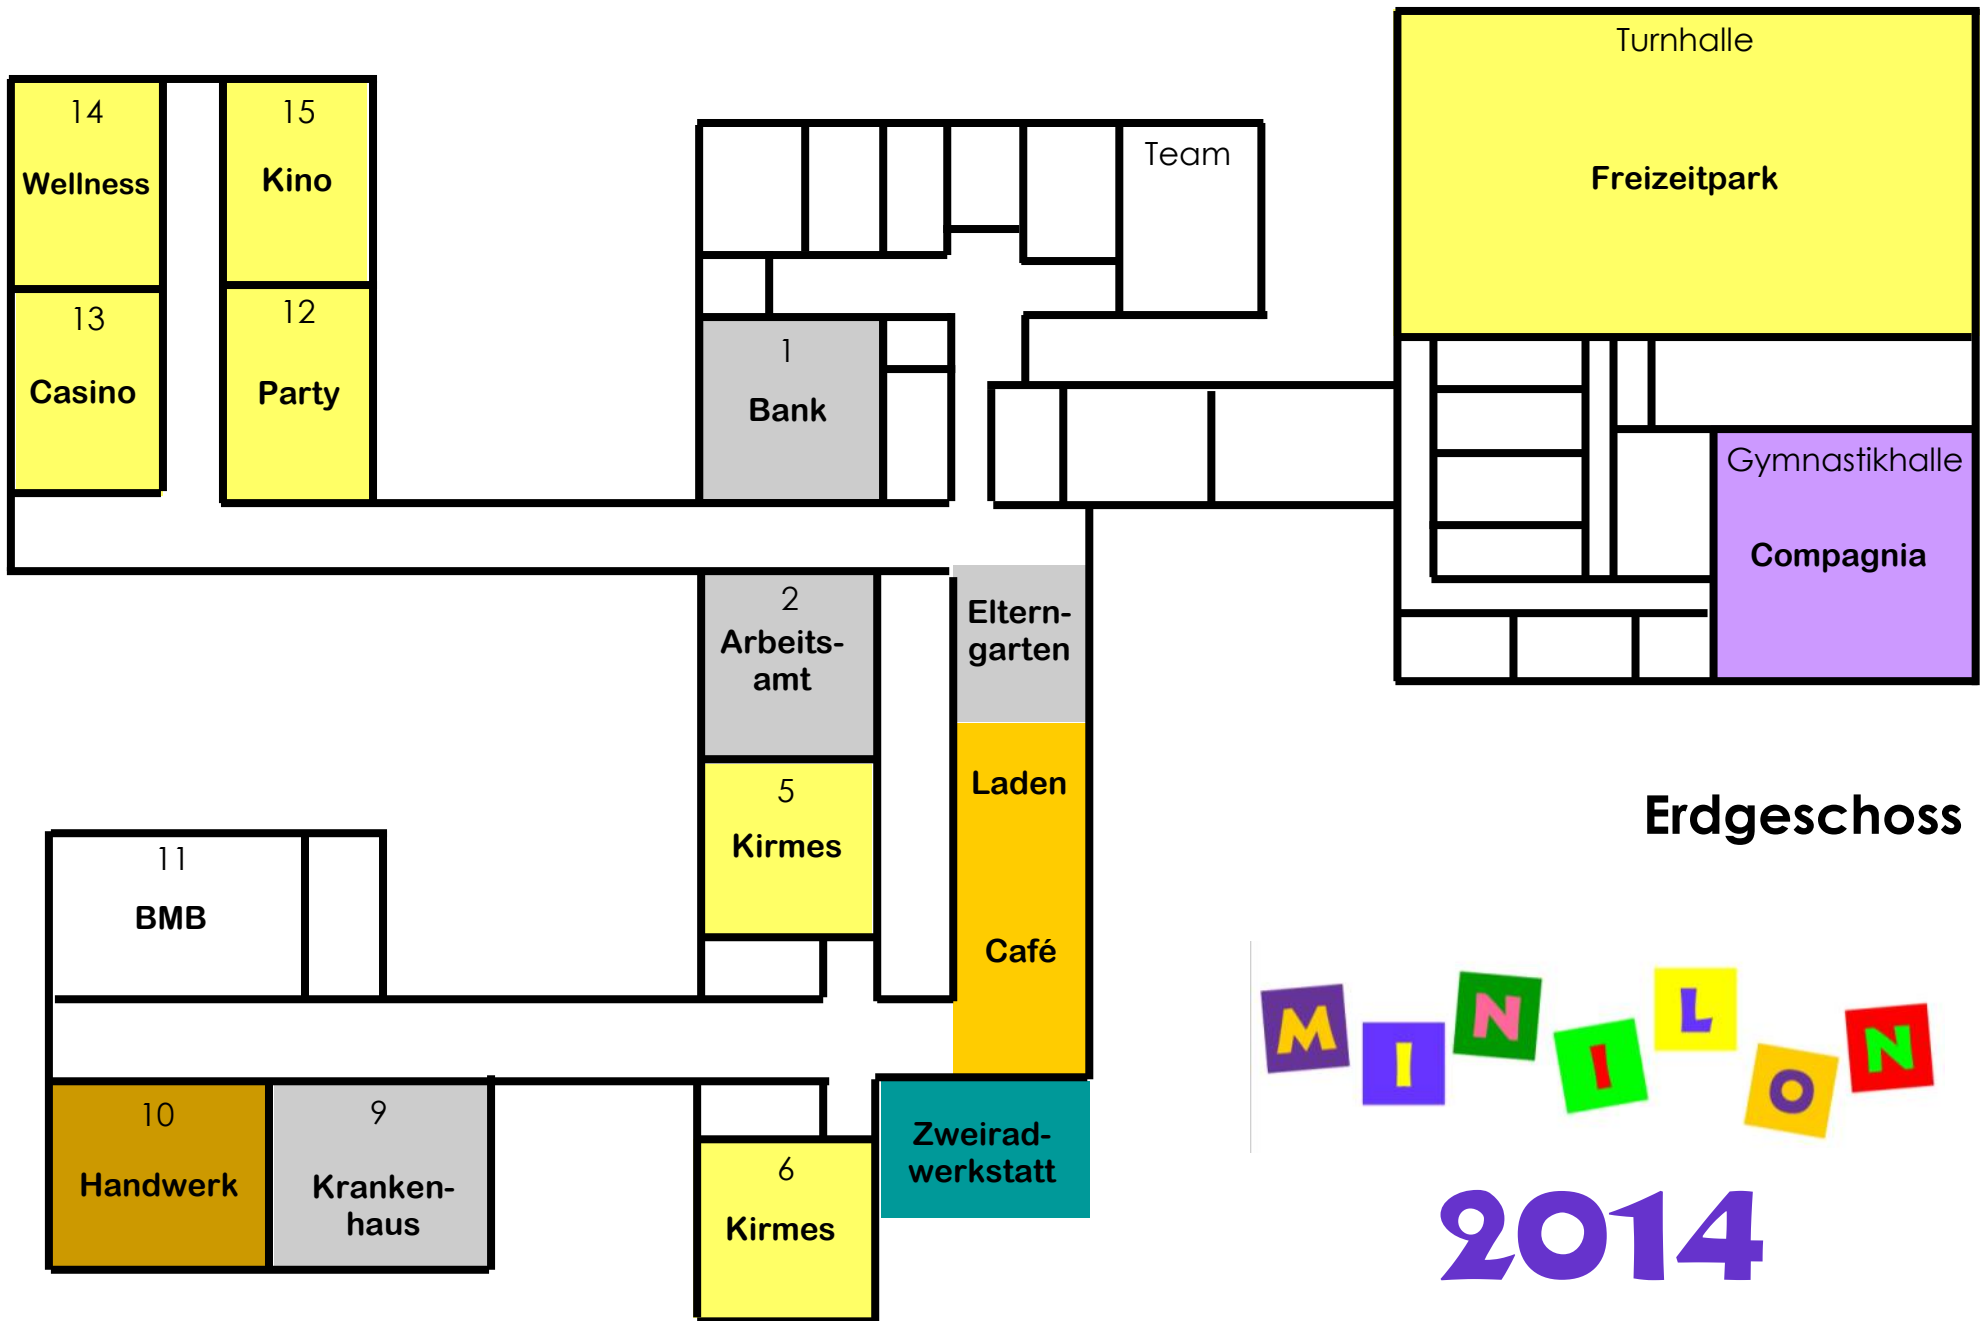 Turnhalle
Freizeitpark
14
Wellness
15
Kino
Team
13
Casino
12
Party
1
Bank
Gymnastikhalle
Compagnia
2
Arbeits-
amt
Eltern-
garten
5
Kirmes
Laden
Café
Erdgeschoss
11
BMB
10
Handwerk
9
Kranken-
haus
6
Kirmes
Zweirad-
werkstatt
MINILON
2014